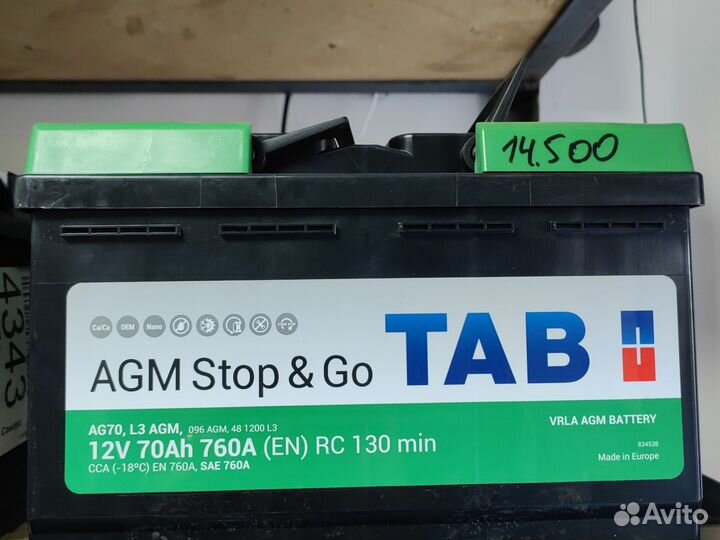 14.500
Ca/Ca OEM Nano
AGM Stop & Go
TAB
AG70, L3 AGM, 096 AGM, 48 1200 L3
12V 70Ah 760A (EN) RC 130 min
CCA (-18ºC) EN 760A, SAE 760A
VRLA AGM BATTERY
834538
Made in Europe
4343
Avito